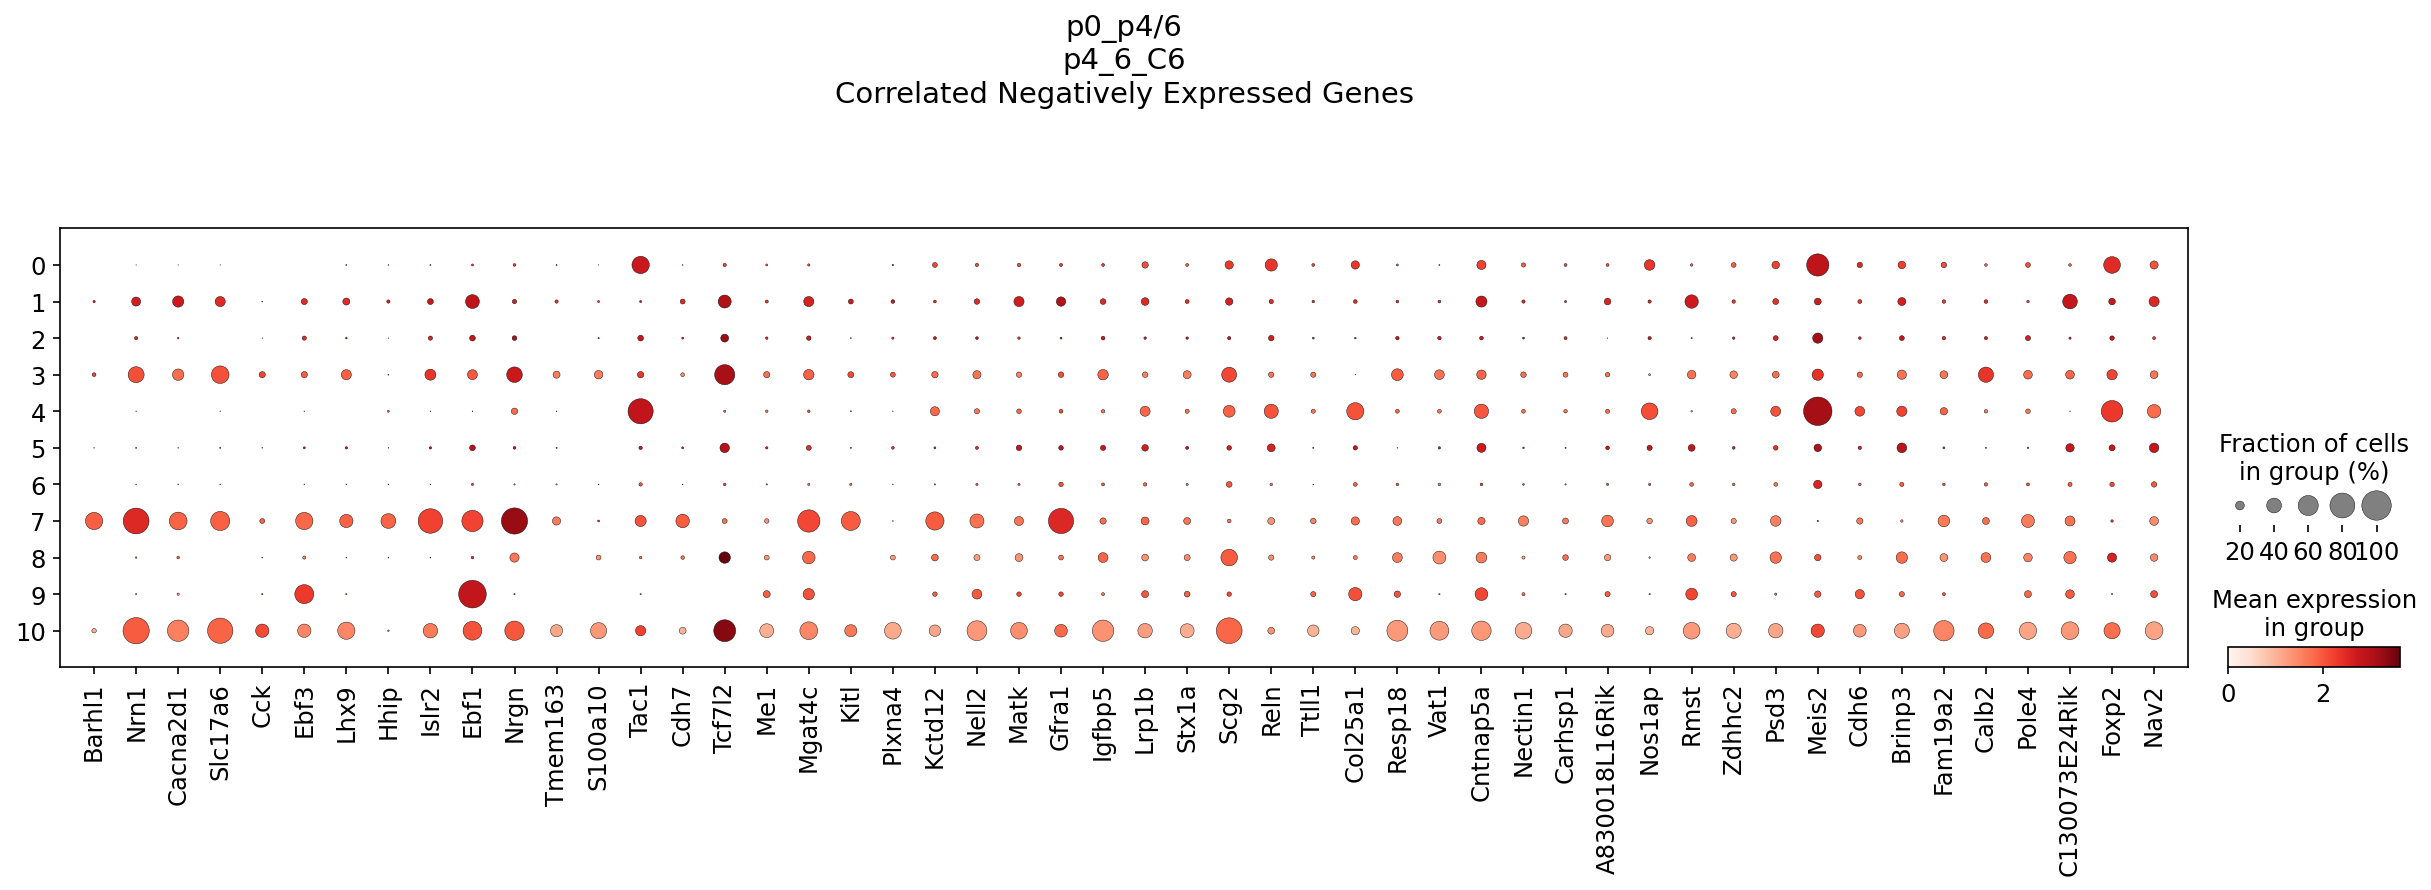 p0_p4/6
p4_6_C6
Correlated Negatively Expressed Genes
0
1
2
3
4
5
6
7
8
9
10
Barhl1
Nrn1
Cacna2d1
Slc17a6
Cck
Ebf3
Lhx9
Hhip
Islr2
Ebf1
Nrgn
Tmem163
S100a10
Tac1
Cdh7
Tcf7l2
Me1
Mgat4c
Kitl
Plxna4
Kctd12
Nell2
Matk
Gfra1
Igfbp5
Lrp1b
Stx1a
Scg2
Reln
Ttll1
Col25a1
Resp18
Vat1
Cntnap5a
Nectin1
Carhsp1
A830018L16Rik
Nos1ap
Rmst
Zdhhc2
Psd3
Meis2
Cdh6
Brinp3
Fam19a2
Calb2
Pole4
C130073E24Rik
Foxp2
Nav2
Fraction of cells
in group (%)
20 40 60 80 100
Mean expression
in group
0 2